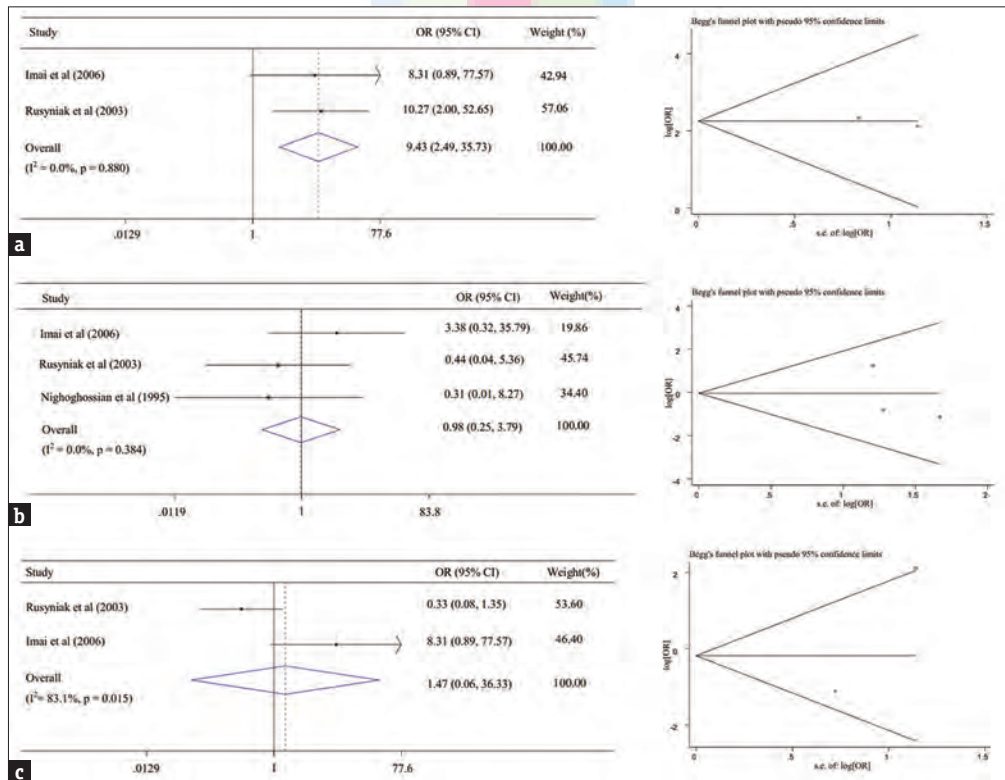 Study OR (95% CI) Weight (%)
Imai et al (2006) 8.31 (0.89, 77.57) 42.94
Rusyniak et al (2003) 10.27 (2.00, 52.65) 57.06
Overall 9.43 (2.49, 35.73) 100.00
(I² = 0.0%, p = 0.880)
.0129 1 77.6
a
Begg's funnel plot with pseudo 95% confidence limits
log[OR]
4
2
0
0 .5 1 1.5
s.e. of: log[OR]
Study OR (95% CI) Weight(%)
Imai et al (2006) 3.38 (0.32, 35.79) 19.86
Rusyniak et al (2003) 0.44 (0.04, 5.36) 45.74
Nighoghossian et al (1995) 0.31 (0.01, 8.27) 34.40
Overall 0.98 (0.25, 3.79) 100.00
(I² = 0.0%, p = 0.384)
.0119 1 83.8
b
Begg's funnel plot with pseudo 95% confidence limits
log[OR]
4
2
0
-2
-4
0 .5 1 1.5 2
s.e. of: log[OR]
Study OR (95% CI) Weight(%)
Rusyniak et al (2003) 0.33 (0.08, 1.35) 53.60
Imai et al (2006) 8.31 (0.89, 77.57) 46.40
Overall 1.47 (0.06, 36.33) 100.00
(I²= 83.1%, p = 0.015)
.0129 1 77.6
c
Begg's funnel plot with pseudo 95% confidence limits
log[OR]
2
0
-2
0 .5 1 1.5
s.e. of: log[OR]